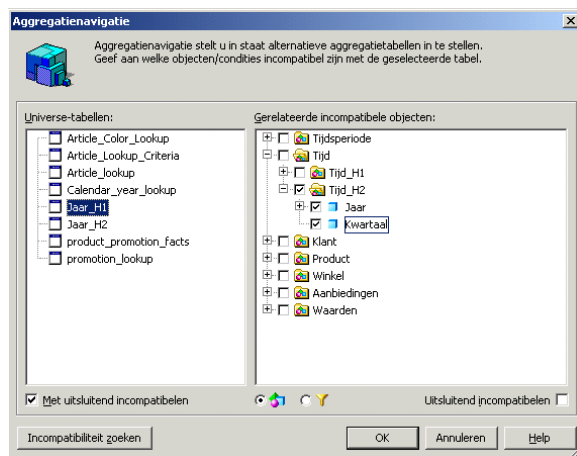 Aggregatienavigatie
Aggregatienavigatie stelt u in staat alternatieve aggregatietabellen in te stellen.
Geef aan welke objecten/condities incompatibel zijn met de geselecteerde tabel.
Universe-tabellen:
Gerelateerde incompatibele objecten:
Article_Color_Lookup
Article_Lookup_Criteria
Article_lookup
Calendar_year_lookup
Jaar_H1
Jaar_H2
product_promotion_facts
promotion_lookup
Tijdsperiode
Tijd
Tijd_H1
Tijd_H2
Jaar
Kwartaal
Klant
Product
Winkel
Aanbiedingen
Waarden
Met uitsluitend incompatibelen
Uitsluitend incompatibelen
Incompatibiliteit zoeken
OK
Annuleren
Help